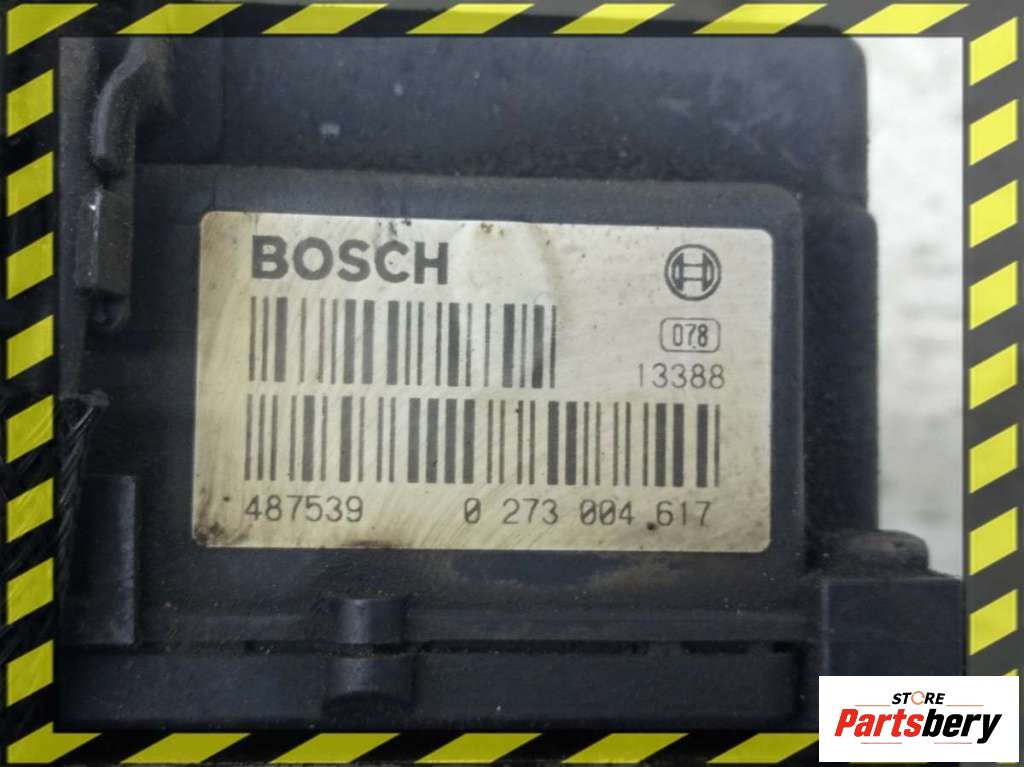 BOSCH
078
13388
487539 0 273 004 617
STORE
Partsbery